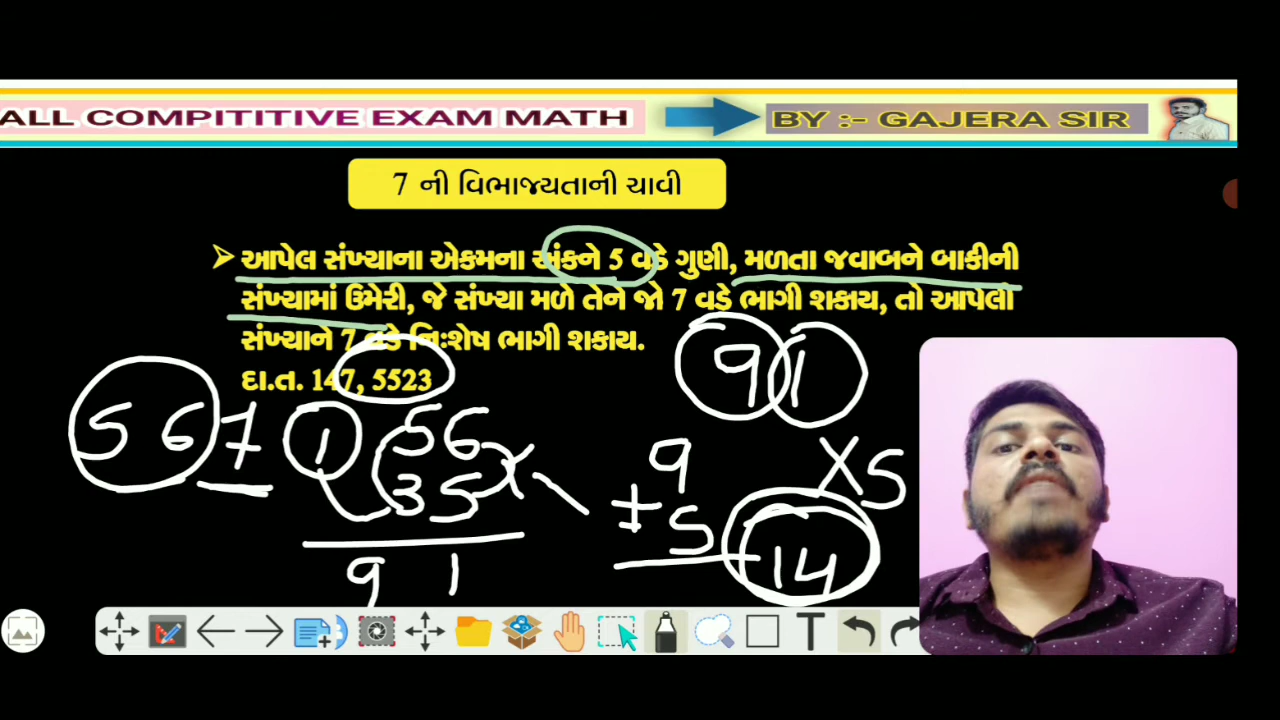 ALL COMPITITIVE EXAM MATH
BY :- GAJERA SIR
7 ની વિભાજ્યતાની ચાવી
➢ આપેલ સંખ્યાના એકમના અંકને 5 વડે ગુણી, મળતા જવાબને બાકીની
સંખ્યામાં ઉમેરી, જે સંખ્યા મળે તેને જો 7 વડે ભાગી શકાય, તો આપેલી
સંખ્યાને 7 વડે નિઃશેષ ભાગી શકાય.
દા.ત. 147, 5523
91
567
1
56
35
91
9
×5
+5
14
T